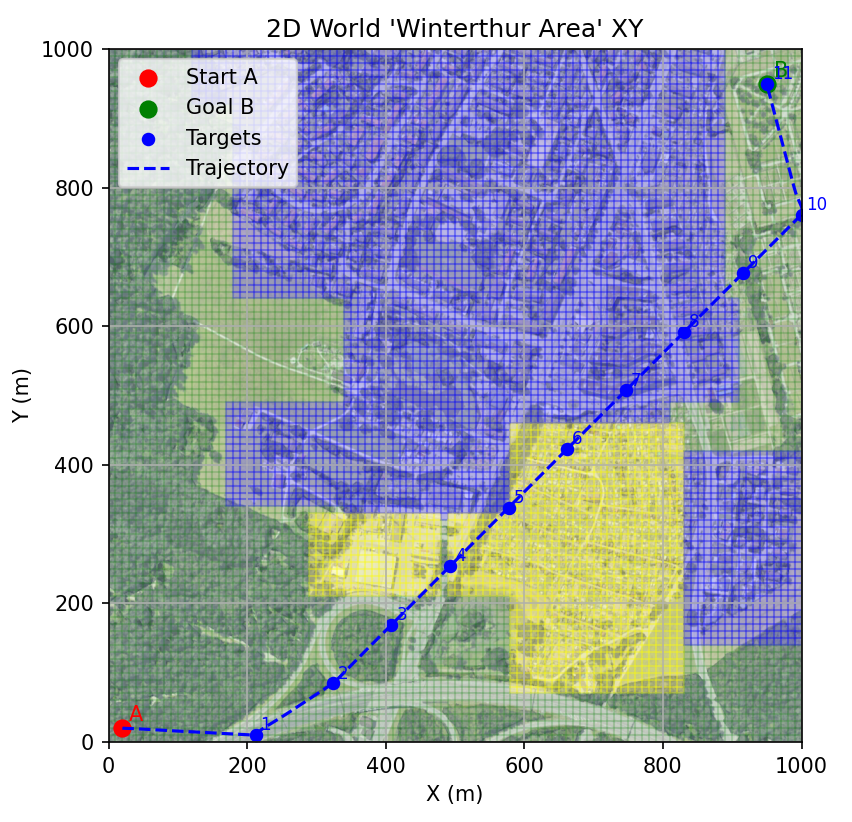 2D World 'Winterthur Area' XY
Start A
Goal B
Targets
Trajectory
Y (m)
1000
800
600
400
200
0
B
11
10
9
8
7
6
5
4
3
2
1
A
0 200 400 600 800 1000
X (m)